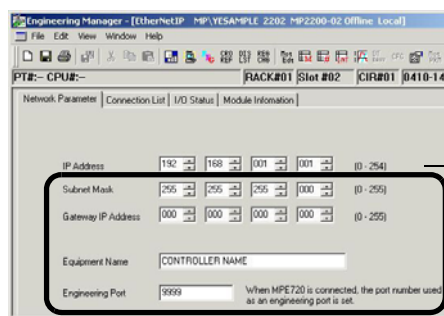 Engineering Manager - [EtherNetIP MP\YESAMPLE 2202 MP2200-02 Offline Local]
File Edit View Window Help
PT#:- CPU#:- RACK#01 Slot #02 CIR#01 0410-14
Network Parameter Connection List I/O Status Module Infomation
IP Address 192 168 001 001 (0 - 254)
Subnet Mask 255 255 255 000 (0 - 255)
Gateway IP Address 000 000 000 000 (0 - 255)
Equipment Name CONTROLLER NAME
Engineering Port 9999 When MPE720 is connected, the port number used
as an engineering port is set.